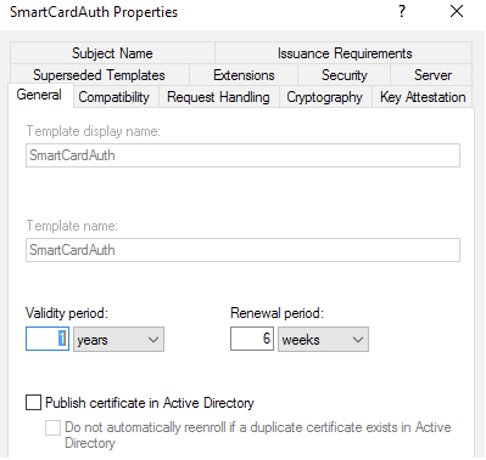 SmartCardAuth Properties ? ×
Subject Name Issuance Requirements
Superseded Templates Extensions Security Server
General Compatibility Request Handling Cryptography Key Attestation
Template display name:
SmartCardAuth
Template name:
SmartCardAuth
Validity period: Renewal period:
1 years 6 weeks
Publish certificate in Active Directory
Do not automatically reenroll if a duplicate certificate exists in Active
Directory